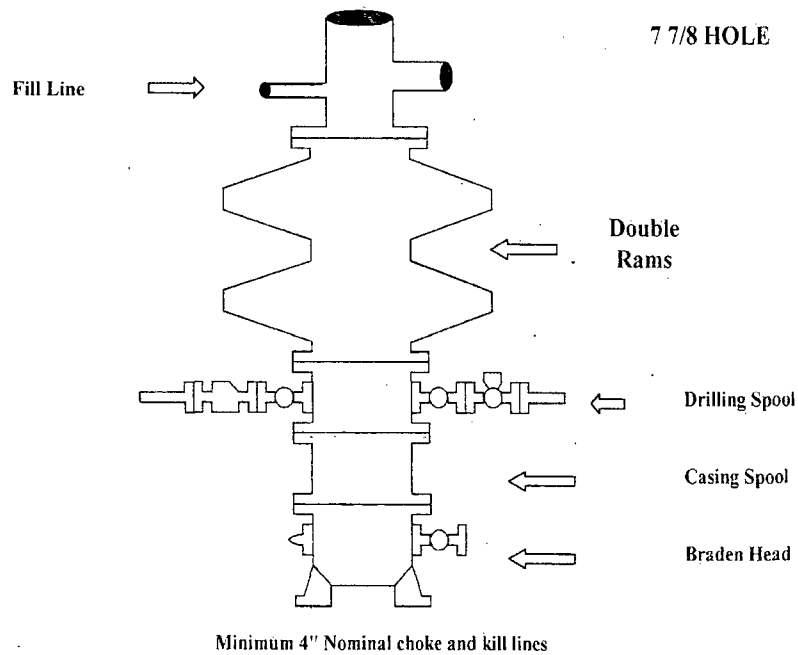 7 7/8 HOLE
Fill Line
Double
Rams
Drilling Spool
Casing Spool
Braden Head
Minimum 4" Nominal choke and kill lines